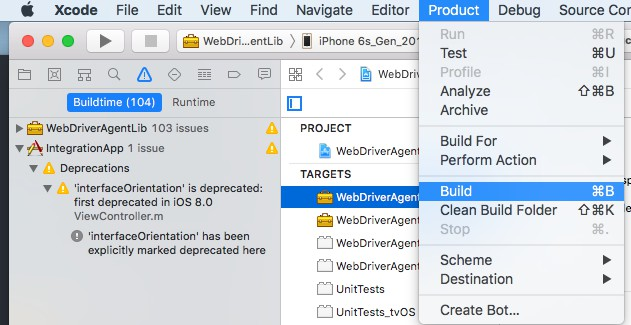 Xcode File Edit View Find Navigate Editor Product Debug Source Con
WebDri...entLib iPhone 6s_Gen_201
WebDriv
Buildtime (104) Runtime
WebDriverAgentLib 103 issues
IntegrationApp 1 issue
Deprecations
'interfaceOrientation' is deprecated:
first deprecated in iOS 8.0
ViewController.m
'interfaceOrientation' has been
explicitly marked deprecated here
PROJECT
WebDriverAgent
TARGETS
WebDriverAgent
WebDriverAgent
WebDriverAgent
WebDriverAgent
UnitTests
UnitTests_tvOS
Run ⌘R
Test ⌘U
Profile ⌘I
Analyze ⇧⌘B
Archive
Build For
Perform Action
Build ⌘B
Clean Build Folder ⇧⌘K
Stop ⌘.
Scheme
Destination
Create Bot...